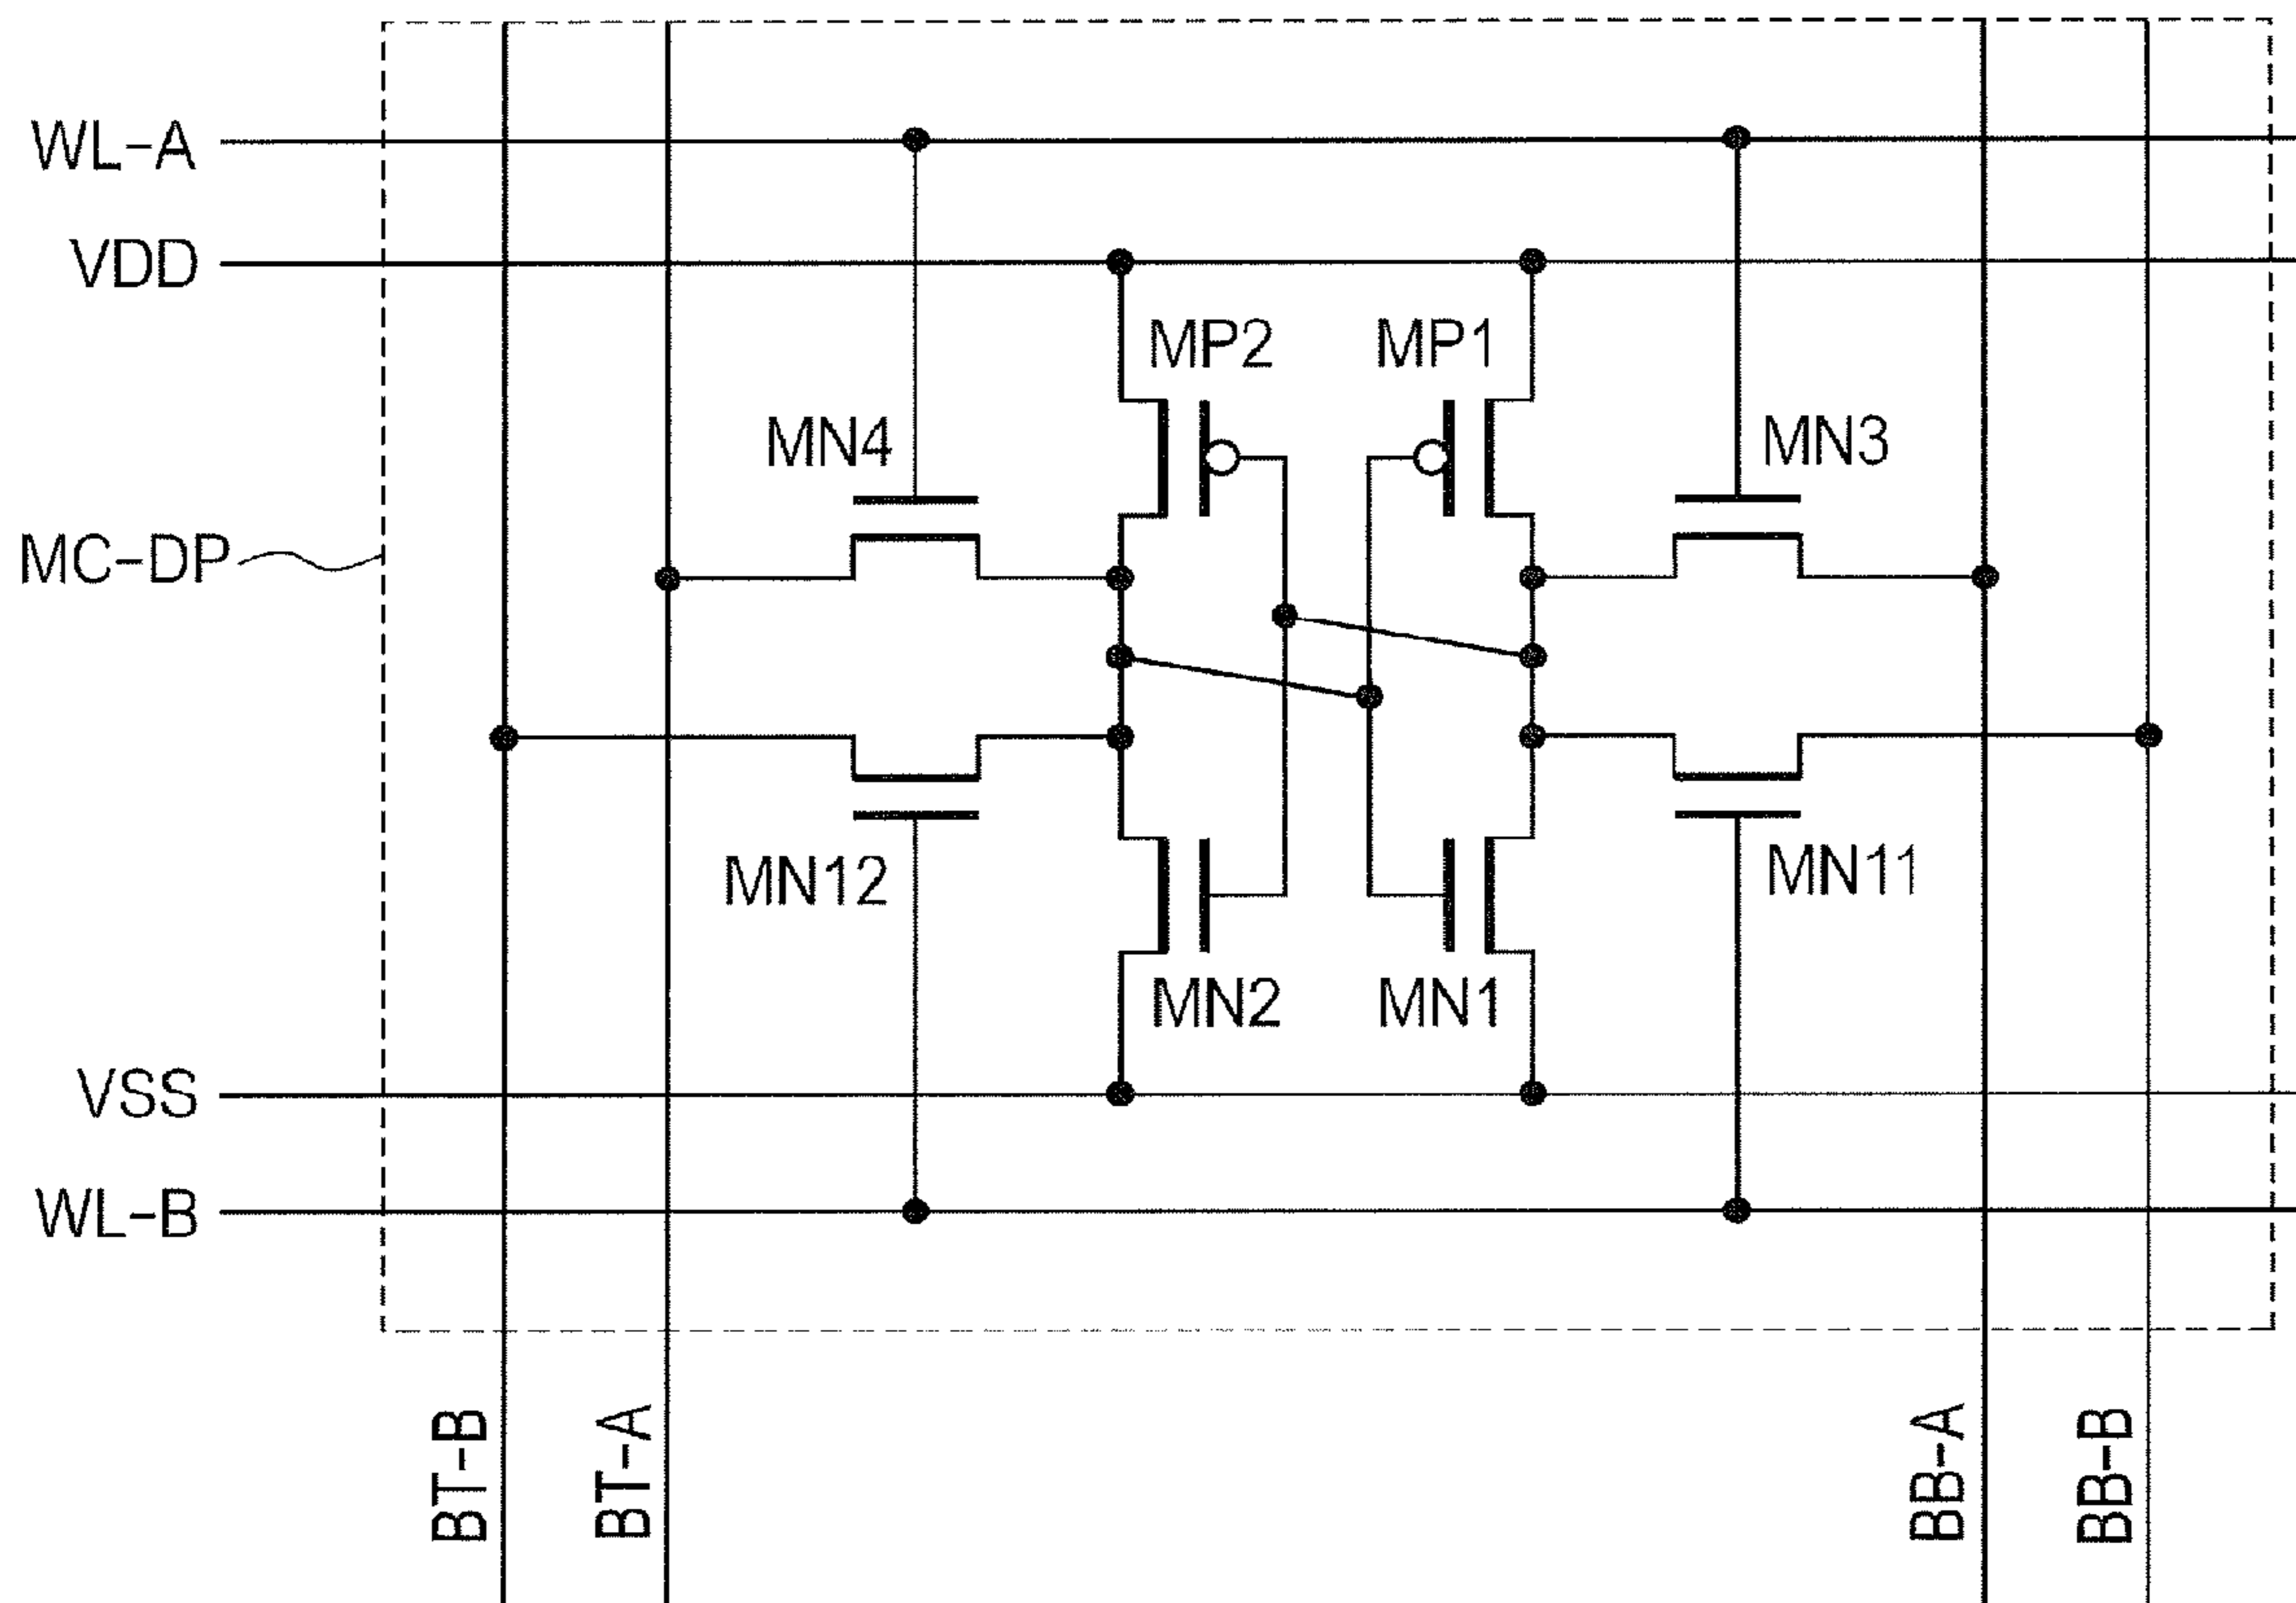 WL-A
VDD
MP2
MP1
MN4
MN3
MC-DP
MN12
MN11
MN2
MN1
VSS
WL-B
BT-B
BT-A
BB-A
BB-B